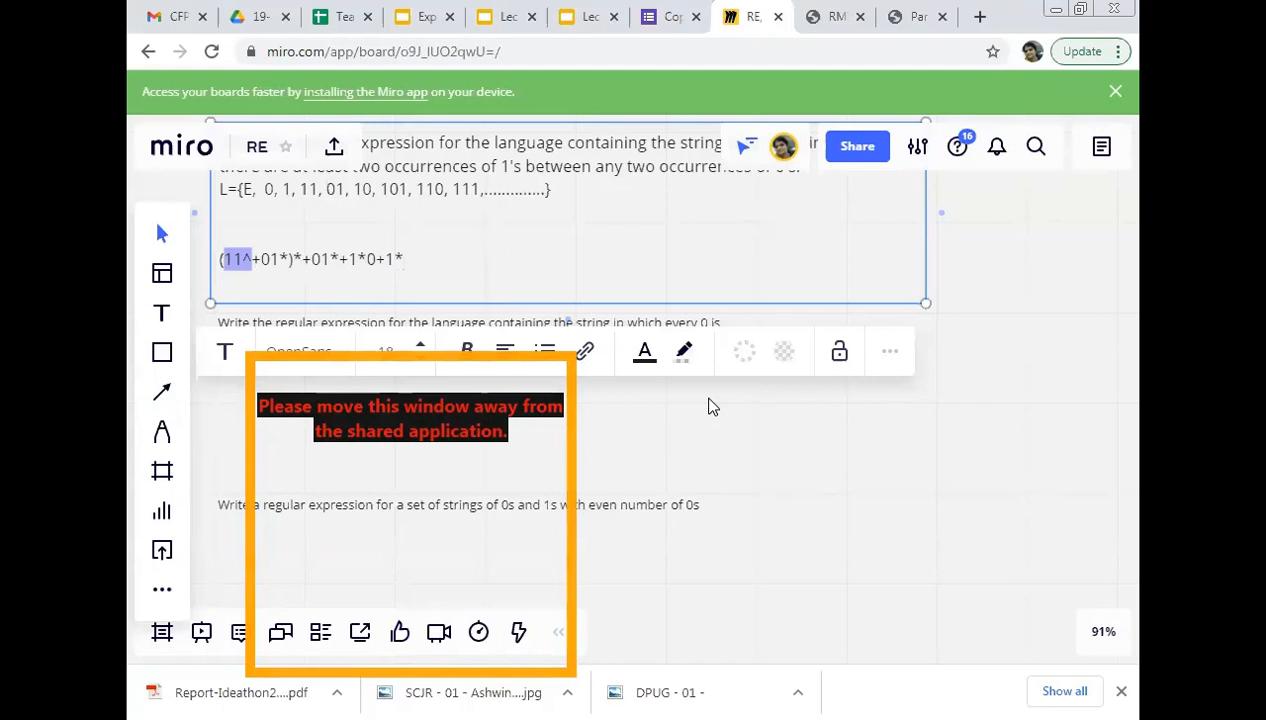 CFP
19-
Tea
Exp
Lec
Lec
Cop
RE,
RM
Par
miro.com/app/board/o9J_lUO2qwU=/
Update
Access your boards faster by installing the Miro app on your device.
miro
RE
xpression for the language containing the string
Share
16
there are at least two occurrences of 1's between any two occurrences of 0's.
L={E, 0, 1, 11, 01, 10, 101, 110, 111,..............}
(11^+01*)*+01*+1*0+1*
Write the regular expression for the language containing the string in which every 0 is
OpenSans
18
B
A
Please move this window away from
the shared application.
Write a regular expression for a set of strings of 0s and 1s with even number of 0s
91%
Report-Ideathon2....pdf
SCJR - 01 - Ashwin....jpg
DPUG - 01 -
Show all